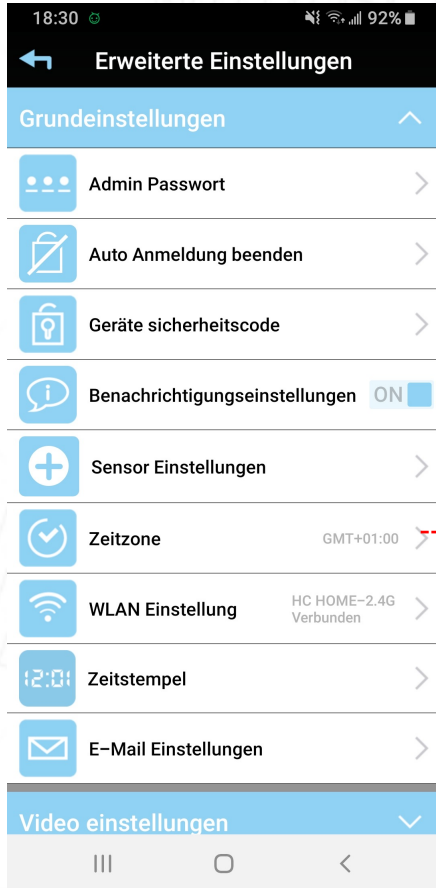 18:30 92%
Erweiterte Einstellungen
Grundeinstellungen
Admin Passwort
Auto Anmeldung beenden
Geräte sicherheitscode
Benachrichtigungseinstellungen ON
Sensor Einstellungen
Zeitzone GMT+01:00
WLAN Einstellung HC HOME-2.4G
Verbunden
12:01 Zeitstempel
E-Mail Einstellungen
Video einstellungen